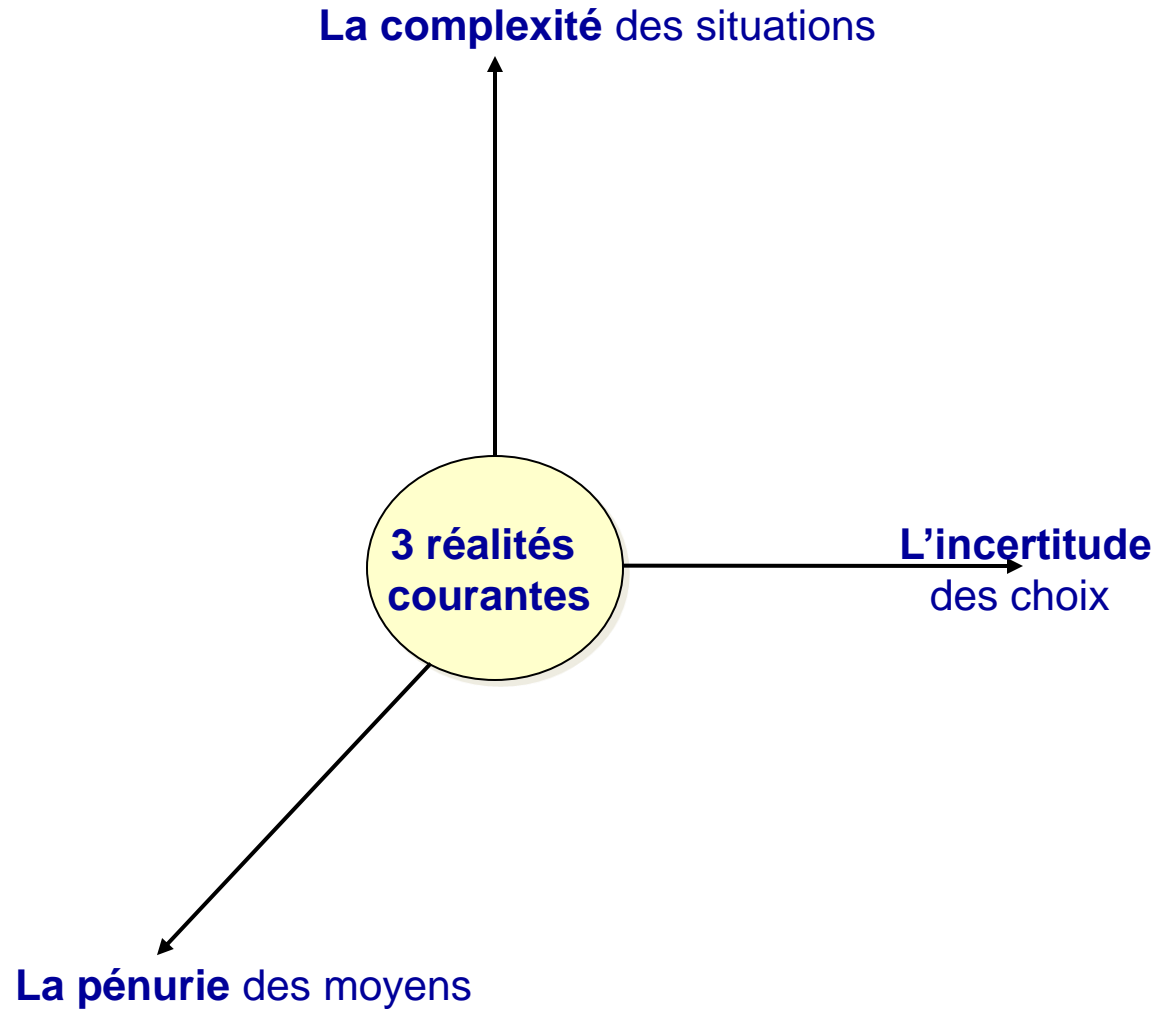 La complexité des situations
3 réalités
courantes
L’incertitude
des choix
La pénurie des moyens